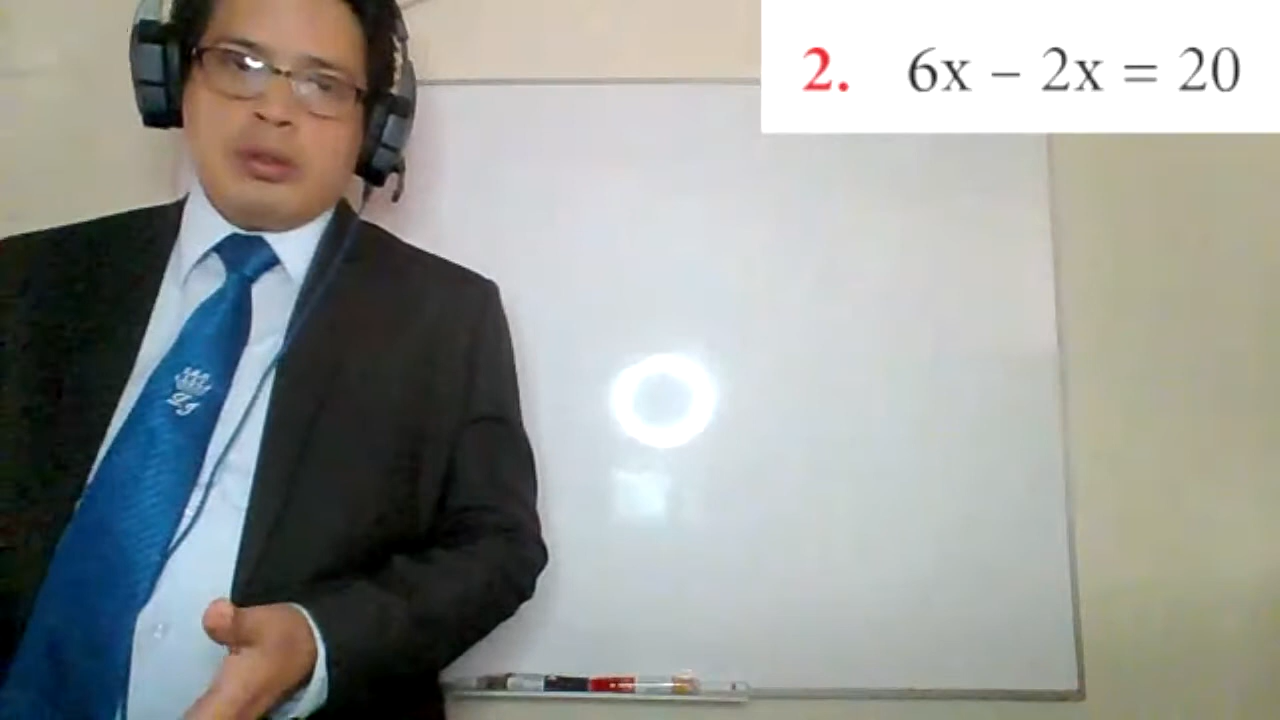 2. 6x – 2x = 20